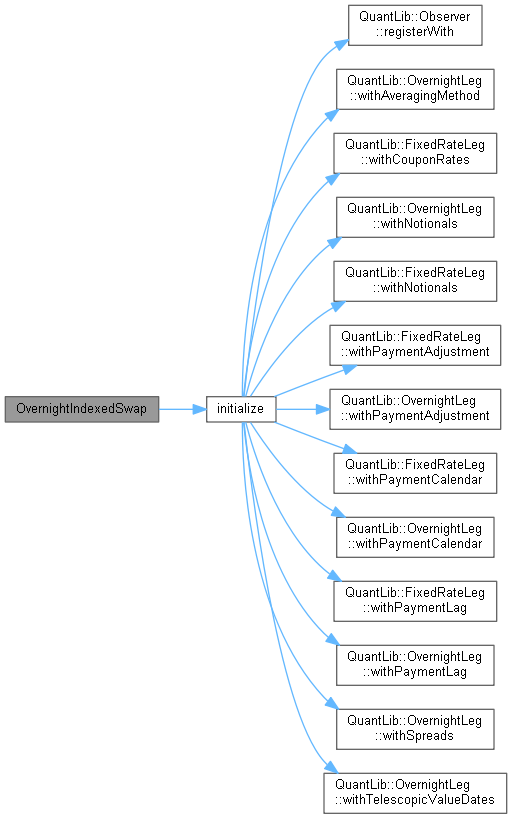 QuantLib::Observer
::registerWith
QuantLib::OvernightLeg
::withAveragingMethod
QuantLib::FixedRateLeg
::withCouponRates
QuantLib::OvernightLeg
::withNotionals
QuantLib::FixedRateLeg
::withNotionals
QuantLib::FixedRateLeg
::withPaymentAdjustment
OvernightIndexedSwap
initialize
QuantLib::OvernightLeg
::withPaymentAdjustment
QuantLib::FixedRateLeg
::withPaymentCalendar
QuantLib::OvernightLeg
::withPaymentCalendar
QuantLib::FixedRateLeg
::withPaymentLag
QuantLib::OvernightLeg
::withPaymentLag
QuantLib::OvernightLeg
::withSpreads
QuantLib::OvernightLeg
::withTelescopicValueDates